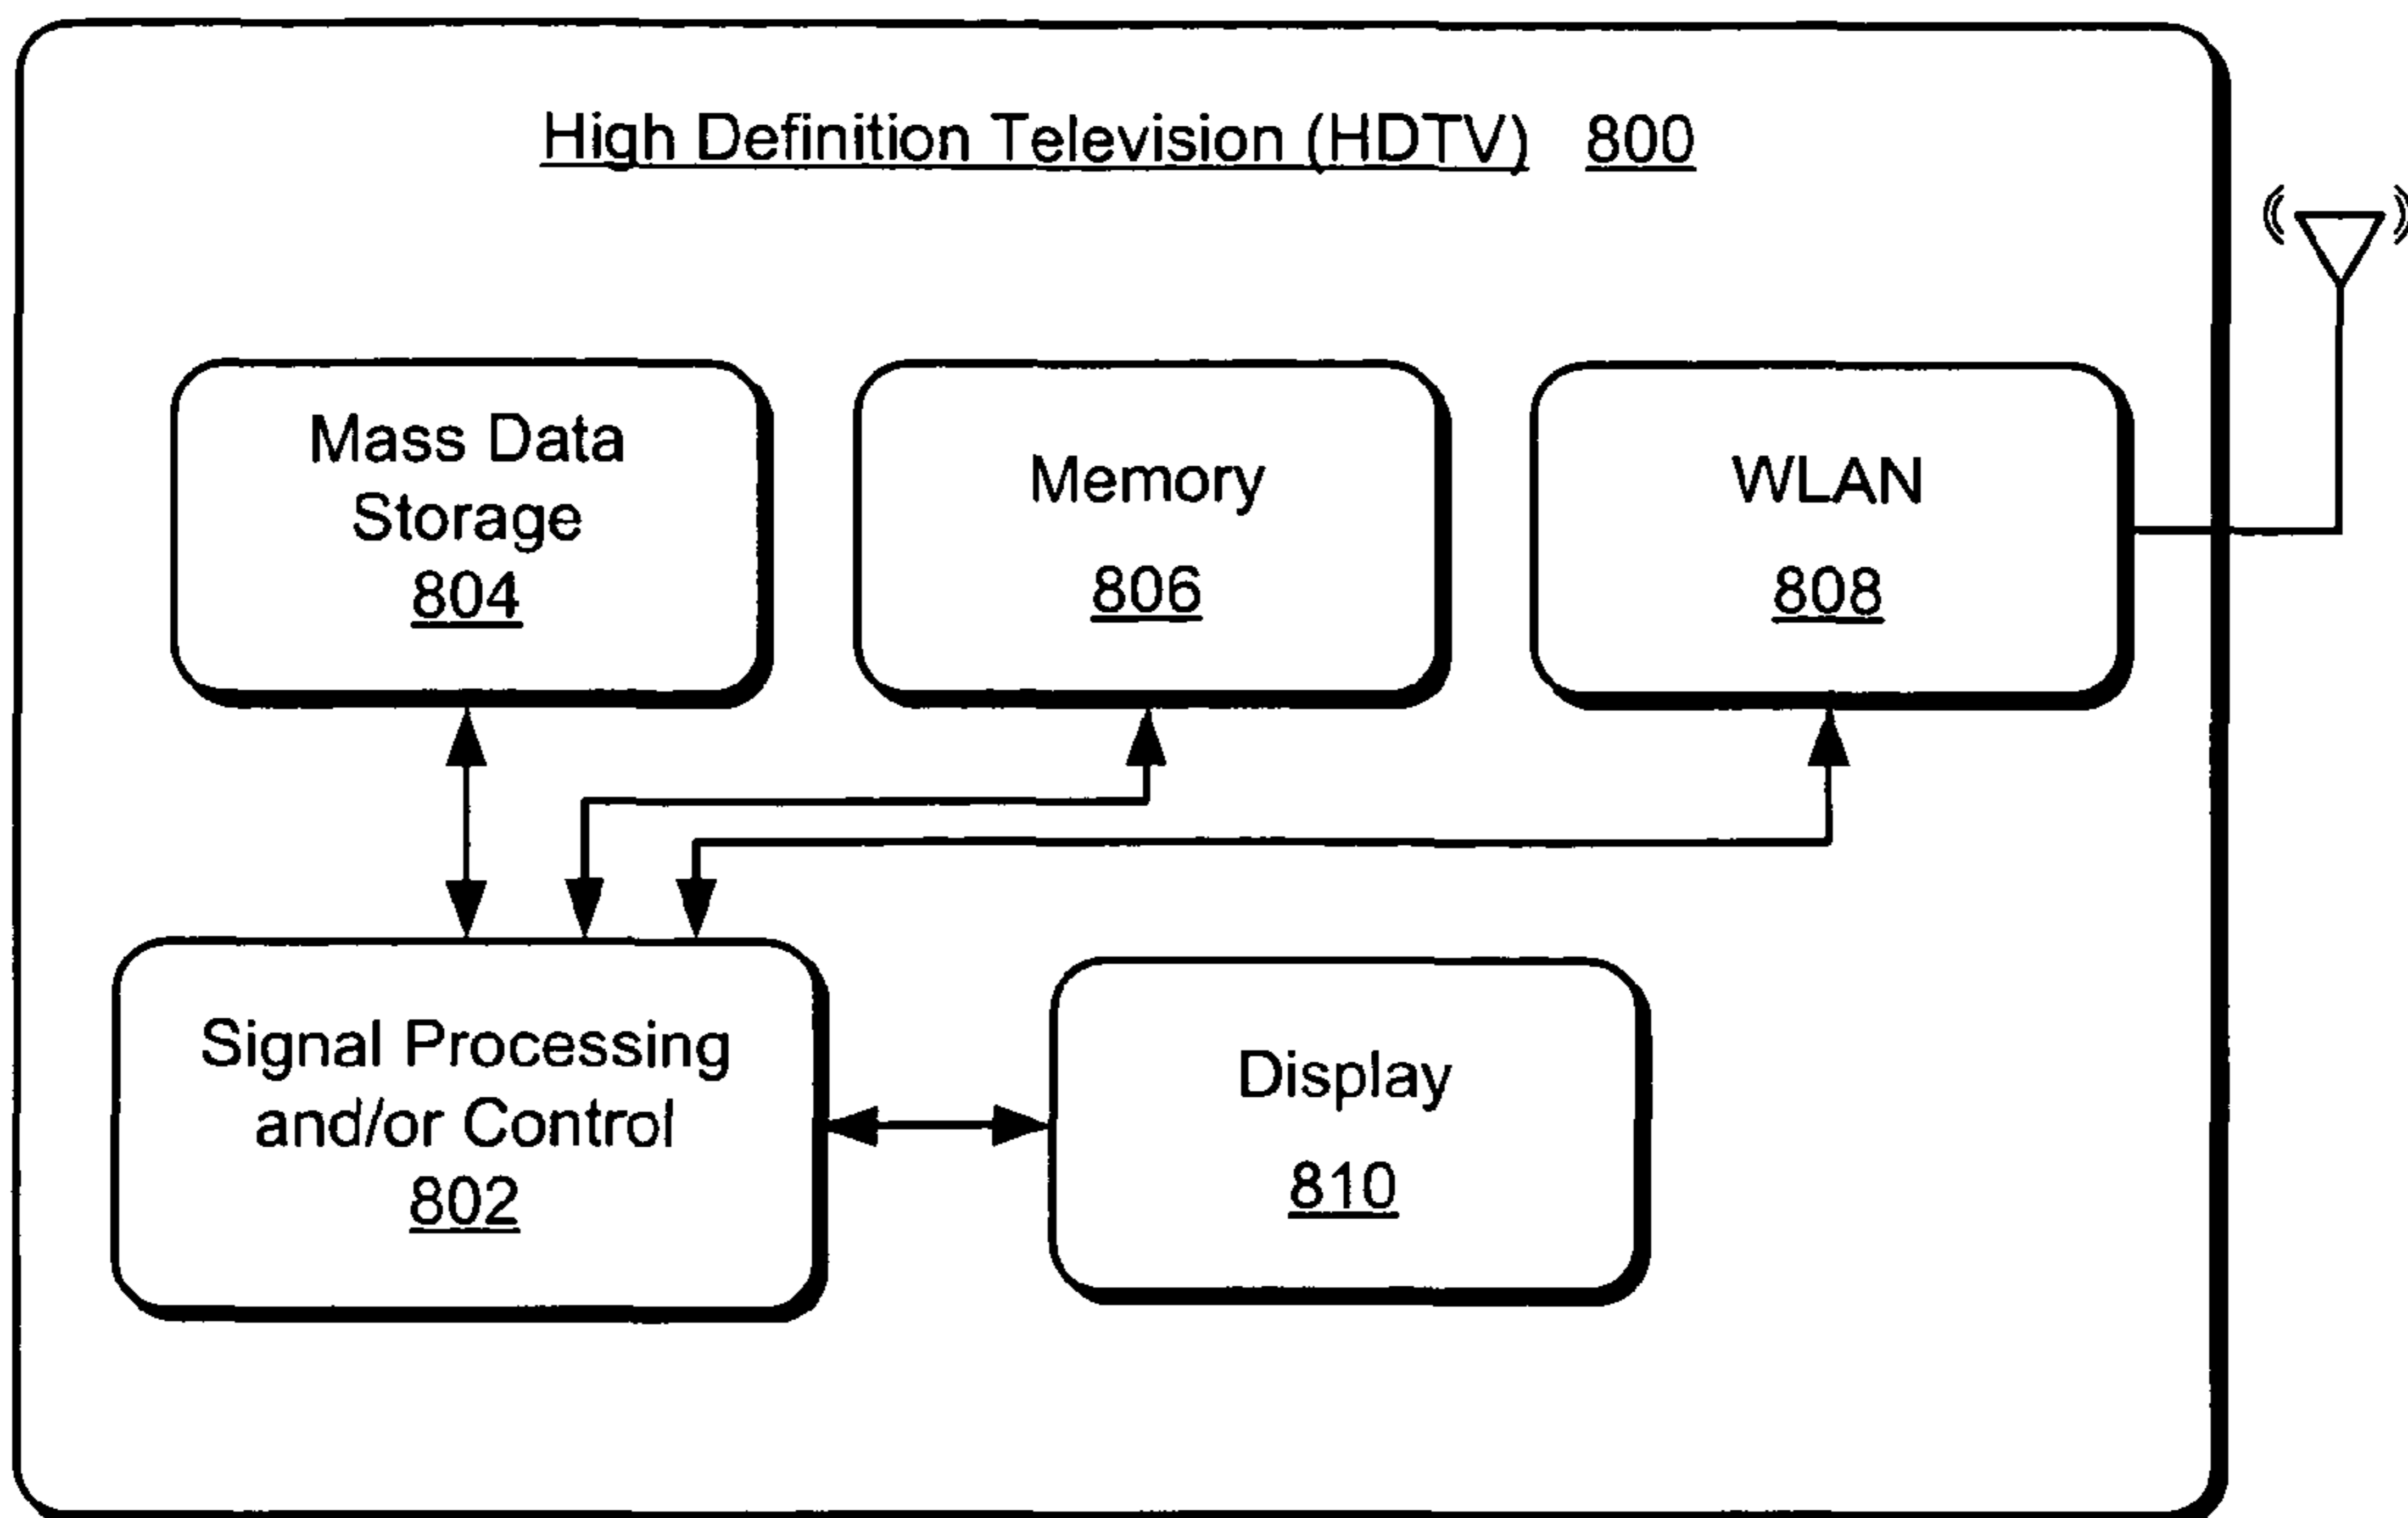 High Definition Television (HDTV) 800
Mass Data
Storage
804
Memory
806
WLAN
808
Signal Processing
and/or Control
802
Display
810